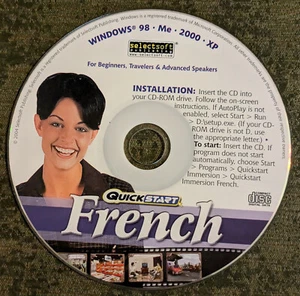 WINDOWS® 98 • Me • 2000 • XP
selectsoft
For Beginners, Travelers & Advanced Speakers
INSTALLATION: Insert the CD into
your CD-ROM drive. Follow the on-screen
instructions. If AutoPlay is not
enabled, select Start > Run
> D:\setup.exe. (If your CD-
ROM drive is not D, use
the appropriate letter) •
To start: Insert the CD. If
program does not start
automatically, choose Start
> Programs > Quickstart
Immersion > Quickstart
Immersion French.
QUICKSTART
French
disc